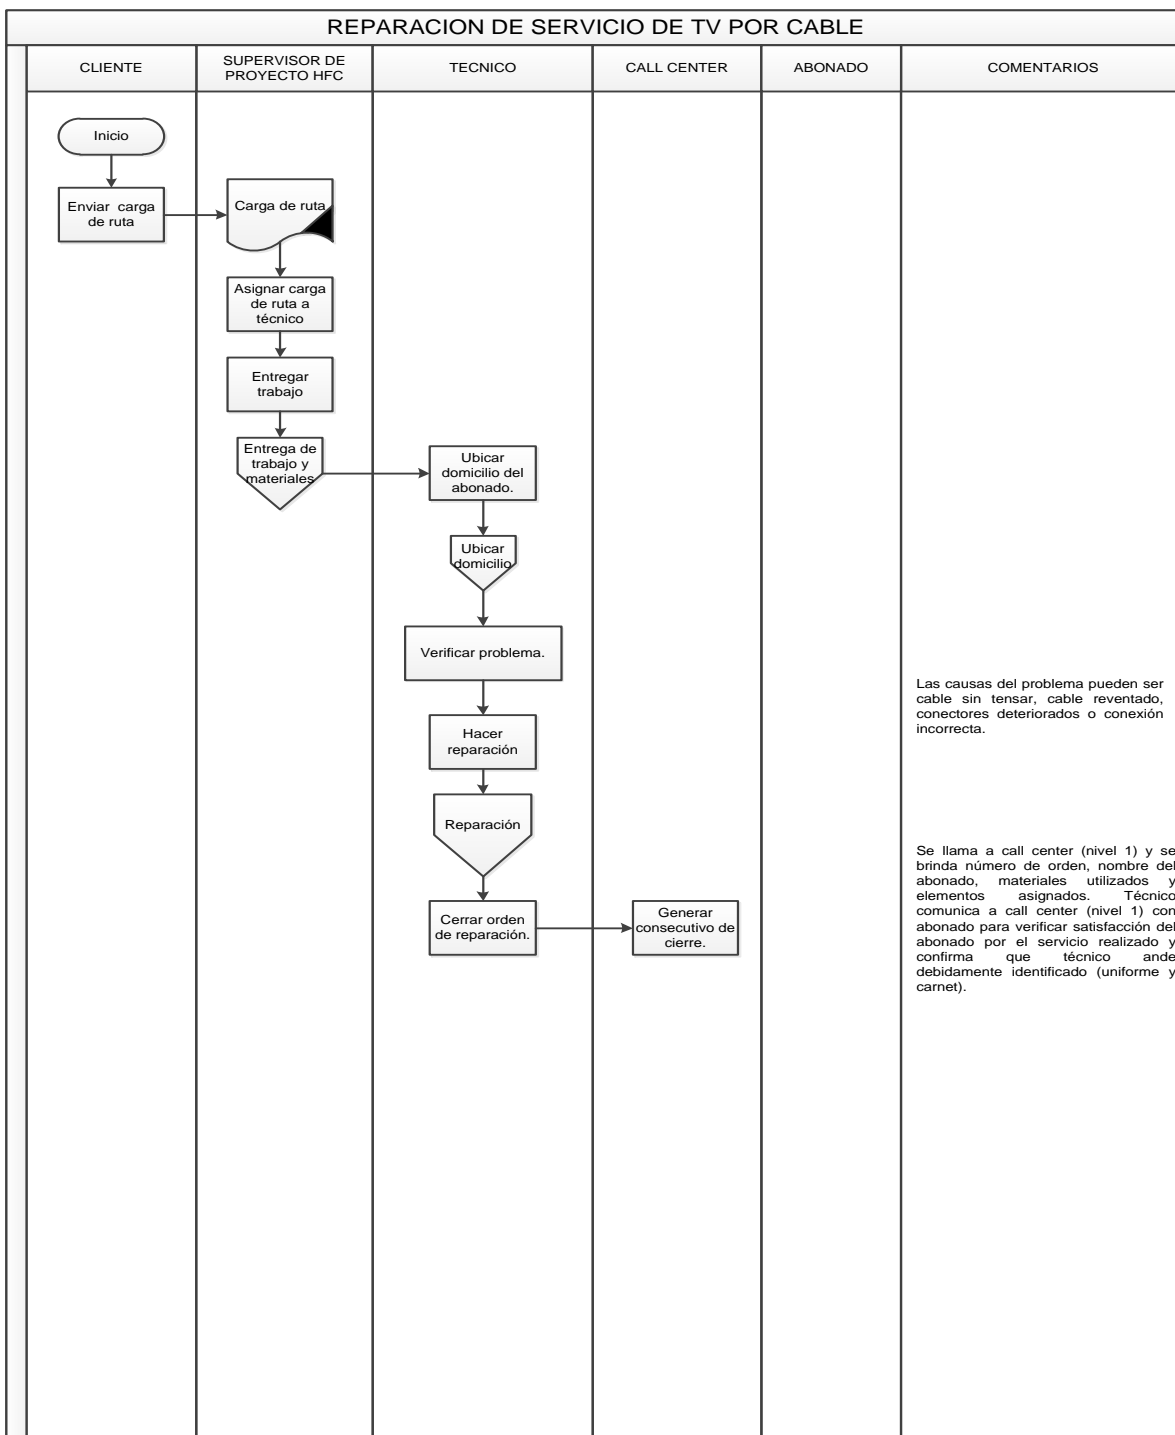 REPARACION DE SERVICIO DE TV POR CABLE
CLIENTE
SUPERVISOR DE
PROYECTO HFC
TECNICO
CALL CENTER
ABONADO
COMENTARIOS
Inicio
Enviar carga
de ruta
Carga de ruta
Asignar carga
de ruta a
técnico
Entregar
trabajo
Entrega de
trabajo y
materiales
Ubicar
domicilio del
abonado.
Ubicar
domicilio
Verificar problema.
Las causas del problema pueden ser
cable sin tensar, cable reventado,
conectores deteriorados o conexión
incorrecta.
Hacer
reparación
Reparación
Se llama a call center (nivel 1) y se
brinda número de orden, nombre del
abonado, materiales utilizados y
elementos asignados. Técnico
comunica a call center (nivel 1) con
abonado para verificar satisfacción del
abonado por el servicio realizado y
confirma que técnico ande
debidamente identificado (uniforme y
carnet).
Cerrar orden
de reparación.
Generar
consecutivo de
cierre.